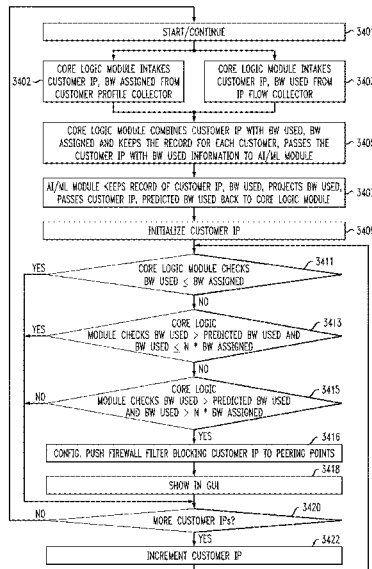 START/CONTINUE
3401
3402
CORE LOGIC MODULE INTAKES
CUSTOMER IP, BW ASSIGNED FROM
CUSTOMER PROFILE COLLECTOR
CORE LOGIC MODULE INTAKES
CUSTOMER IP, BW USED FROM
IP FLOW COLLECTOR
CORE LOGIC MODULE COMBINES CUSTOMER IP WITH BW USED, BW
ASSIGNED AND KEEPS THE RECORD FOR EACH CUSTOMER, PASSES THE
CUSTOMER IP WITH BW USED INFORMATION TO AI/ML MODULE
AI/ML MODULE KEEPS RECORD OF CUSTOMER IP, BW USED, PROJECTS BW USED,
PASSES CUSTOMER IP, PREDICTED BW USED BACK TO CORE LOGIC MODULE
INITIALIZE CUSTOMER IP
YES
CORE LOGIC MODULE CHECKS
BW USED ≤ BW ASSIGNED
3411
NO
YES
CORE LOGIC
MODULE CHECKS BW USED > PREDICTED BW USED AND
BW USED ≤ N * BW ASSIGNED
3413
NO
NO
CORE LOGIC
MODULE CHECKS BW USED > PREDICTED BW USED
AND BW USED > N * BW ASSIGNED
3415
YES
3416
CONFIG. PUSH FIREWALL FILTER BLOCKING CUSTOMER IP TO PEERING POINTS
3418
SHOW IN GUI
3420
NO
MORE CUSTOMER IPs?
YES
3422
INCREMENT CUSTOMER IP